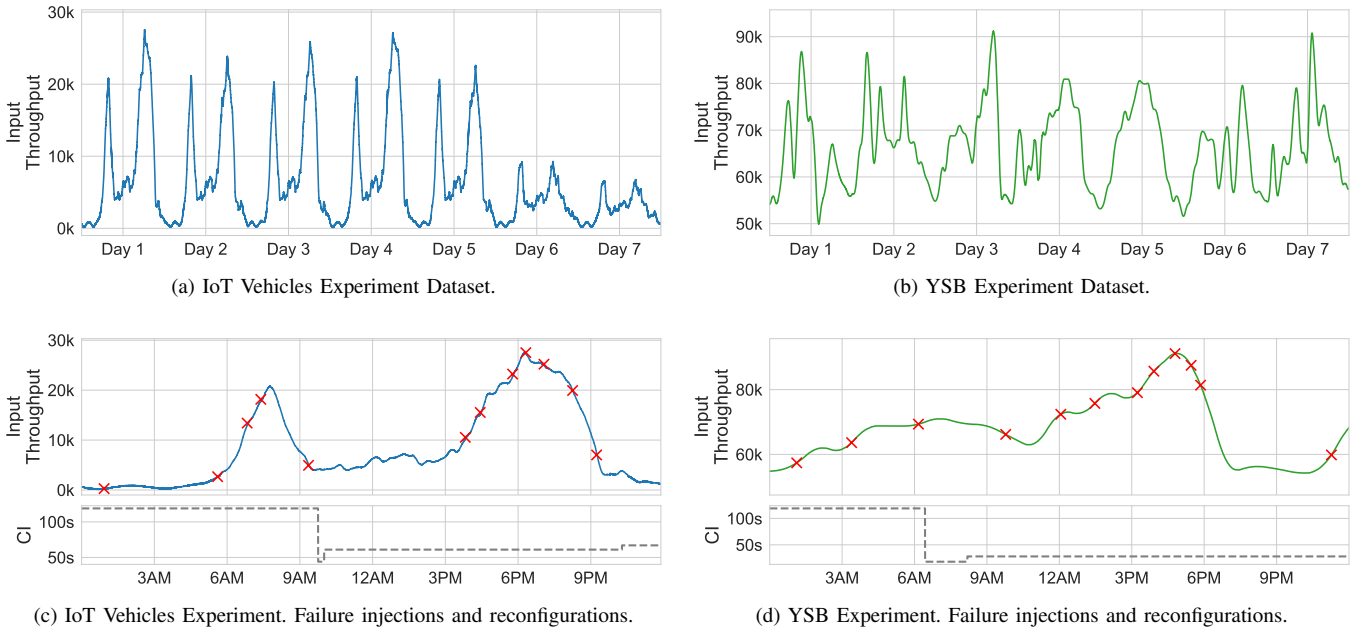 30k
20k
10k
0k
Input
Throughput
Day 1 Day 2 Day 3 Day 4 Day 5 Day 6 Day 7
(a) IoT Vehicles Experiment Dataset.
90k
80k
70k
60k
50k
Input
Throughput
Day 1 Day 2 Day 3 Day 4 Day 5 Day 6 Day 7
(b) YSB Experiment Dataset.
30k
20k
10k
0k
Input
Throughput
100s
50s
CI
3AM 6AM 9AM 12AM 3PM 6PM 9PM
(c) IoT Vehicles Experiment. Failure injections and reconfigurations.
80k
60k
Input
Throughput
100s
50s
CI
3AM 6AM 9AM 12AM 3PM 6PM 9PM
(d) YSB Experiment. Failure injections and reconfigurations.